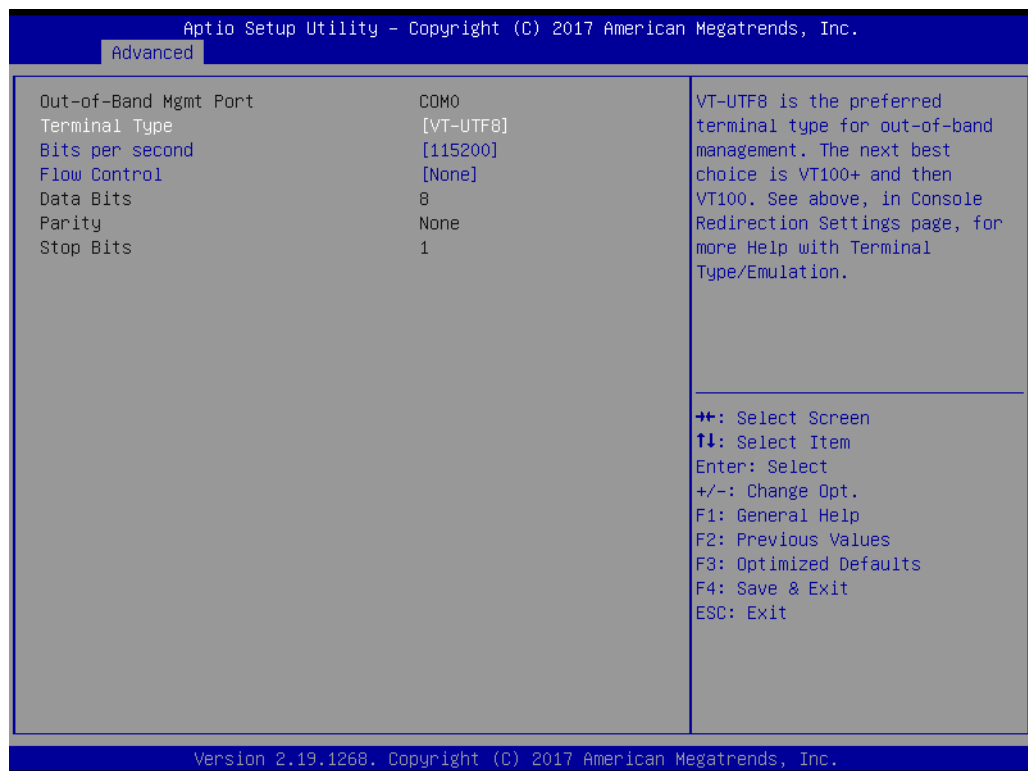 Aptio Setup Utility – Copyright (C) 2017 American Megatrends, Inc.
Advanced
Out-of-Band Mgmt Port COM0
Terminal Type [VT-UTF8]
Bits per second [115200]
Flow Control [None]
Data Bits 8
Parity None
Stop Bits 1
VT-UTF8 is the preferred
terminal type for out-of-band
management. The next best
choice is VT100+ and then
VT100. See above, in Console
Redirection Settings page, for
more Help with Terminal
Type/Emulation.
→←: Select Screen
↑↓: Select Item
Enter: Select
+/-: Change Opt.
F1: General Help
F2: Previous Values
F3: Optimized Defaults
F4: Save & Exit
ESC: Exit
Version 2.19.1268. Copyright (C) 2017 American Megatrends, Inc.